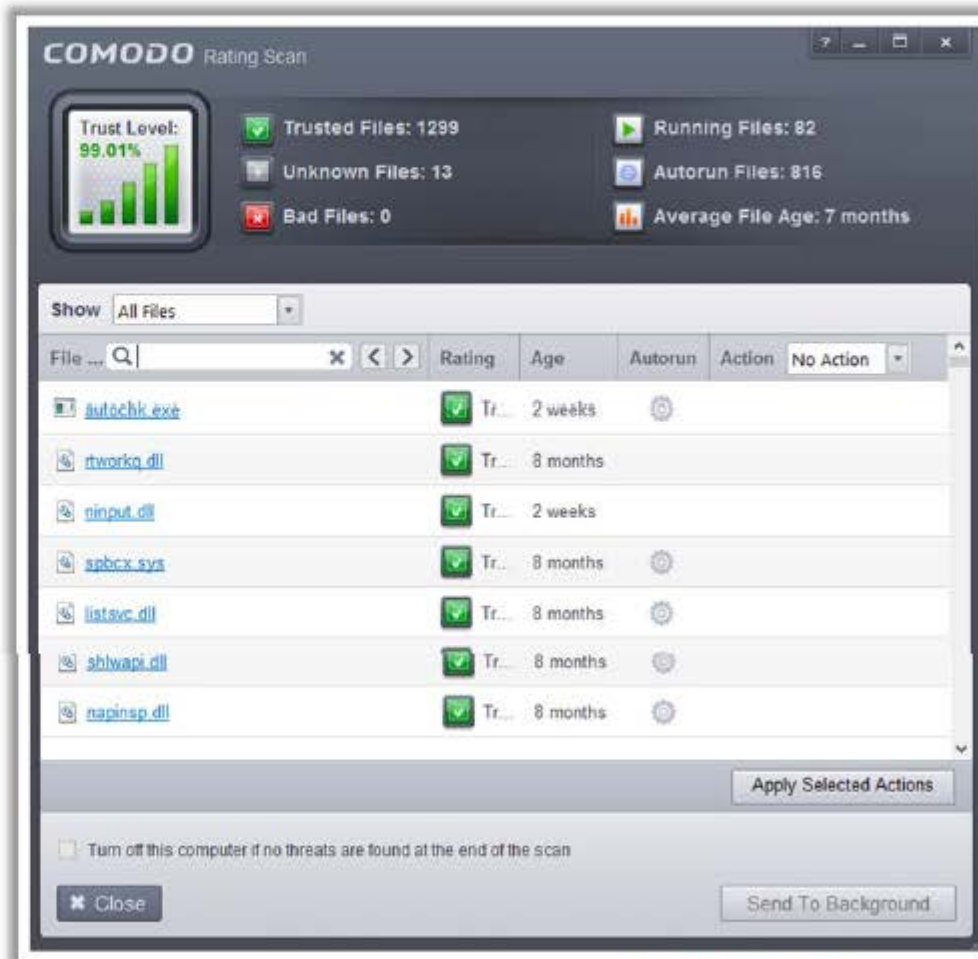 COMODO Rating Scan
? – x
Trust Level:
99.01%
Trusted Files: 1299
Unknown Files: 13
Bad Files: 0
Running Files: 82
Autorun Files: 816
Average File Age: 7 months
Show All Files
File ... Rating Age Autorun Action No Action
autochk.exe Tr... 2 weeks
rtworkq.dll Tr... 8 months
ninput.dll Tr... 2 weeks
spbcx.sys Tr... 8 months
listsvc.dll Tr... 8 months
shlwapi.dll Tr... 8 months
napinsp.dll Tr... 8 months
Apply Selected Actions
Turn off this computer if no threats are found at the end of the scan
Close
Send To Background